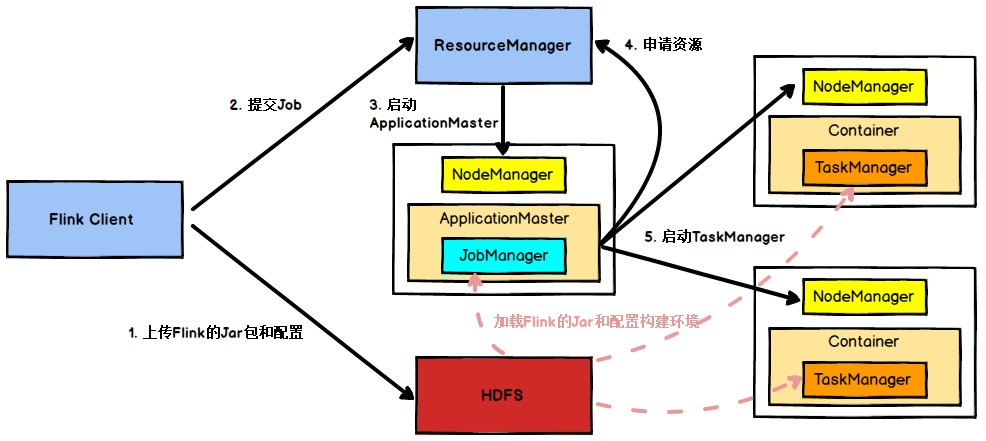 ResourceManager
4. 申请资源
2. 提交Job
3. 启动
ApplicationMaster
NodeManager
Container
TaskManager
NodeManager
ApplicationMaster
JobManager
Flink Client
5. 启动TaskManager
NodeManager
Container
TaskManager
加载Flink的Jar和配置构建环境
1. 上传Flink的Jar包和配置
HDFS